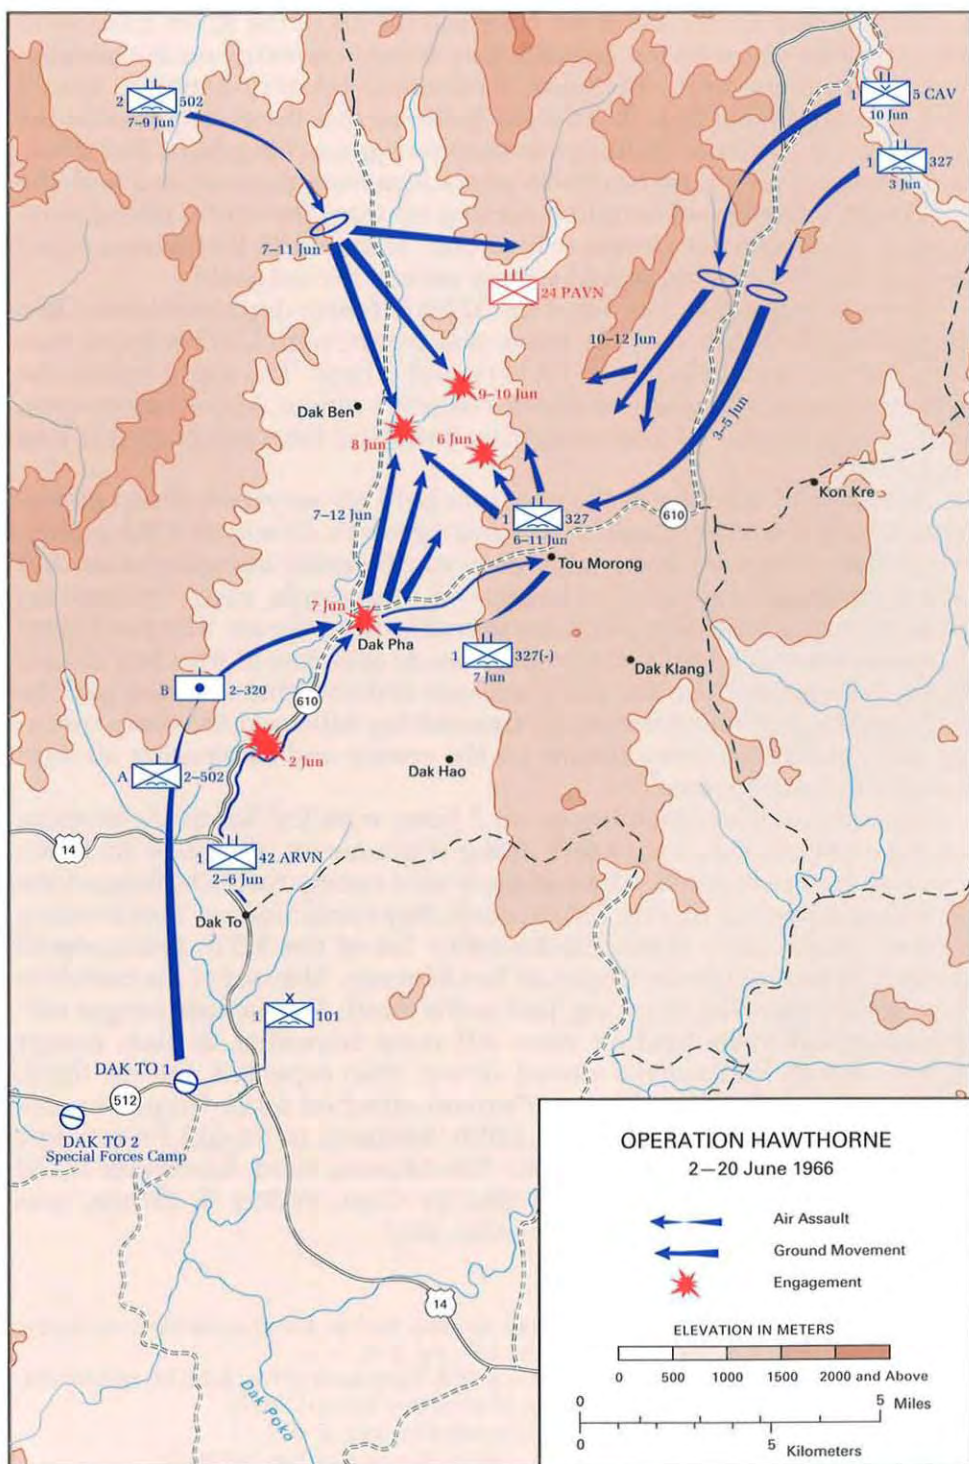 2 502
7–9 Jun
1 5 CAV
10 Jun
1 327
3 Jun
7–11 Jun
24 PAVN
10–12 Jun
9–10 Jun
3–5 Jun
Dak Ben
8 Jun
6 Jun
Kon Kre
7–12 Jun
1 327
6–11 Jun
610
Tou Morong
7 Jun
Dak Pha
1 327(-)
7 Jun
Dak Klang
B 2–320
610
2 Jun
Dak Hao
A 2–502
14
1 42 ARVN
2–6 Jun
Dak To
1 X 101
DAK TO 1
512
DAK TO 2
Special Forces Camp
14
Dak Poko
OPERATION HAWTHORNE
2—20 June 1966
Air Assault
Ground Movement
Engagement
ELEVATION IN METERS
0 500 1000 1500 2000 and Above
0 5 Miles
0 5
Kilometers